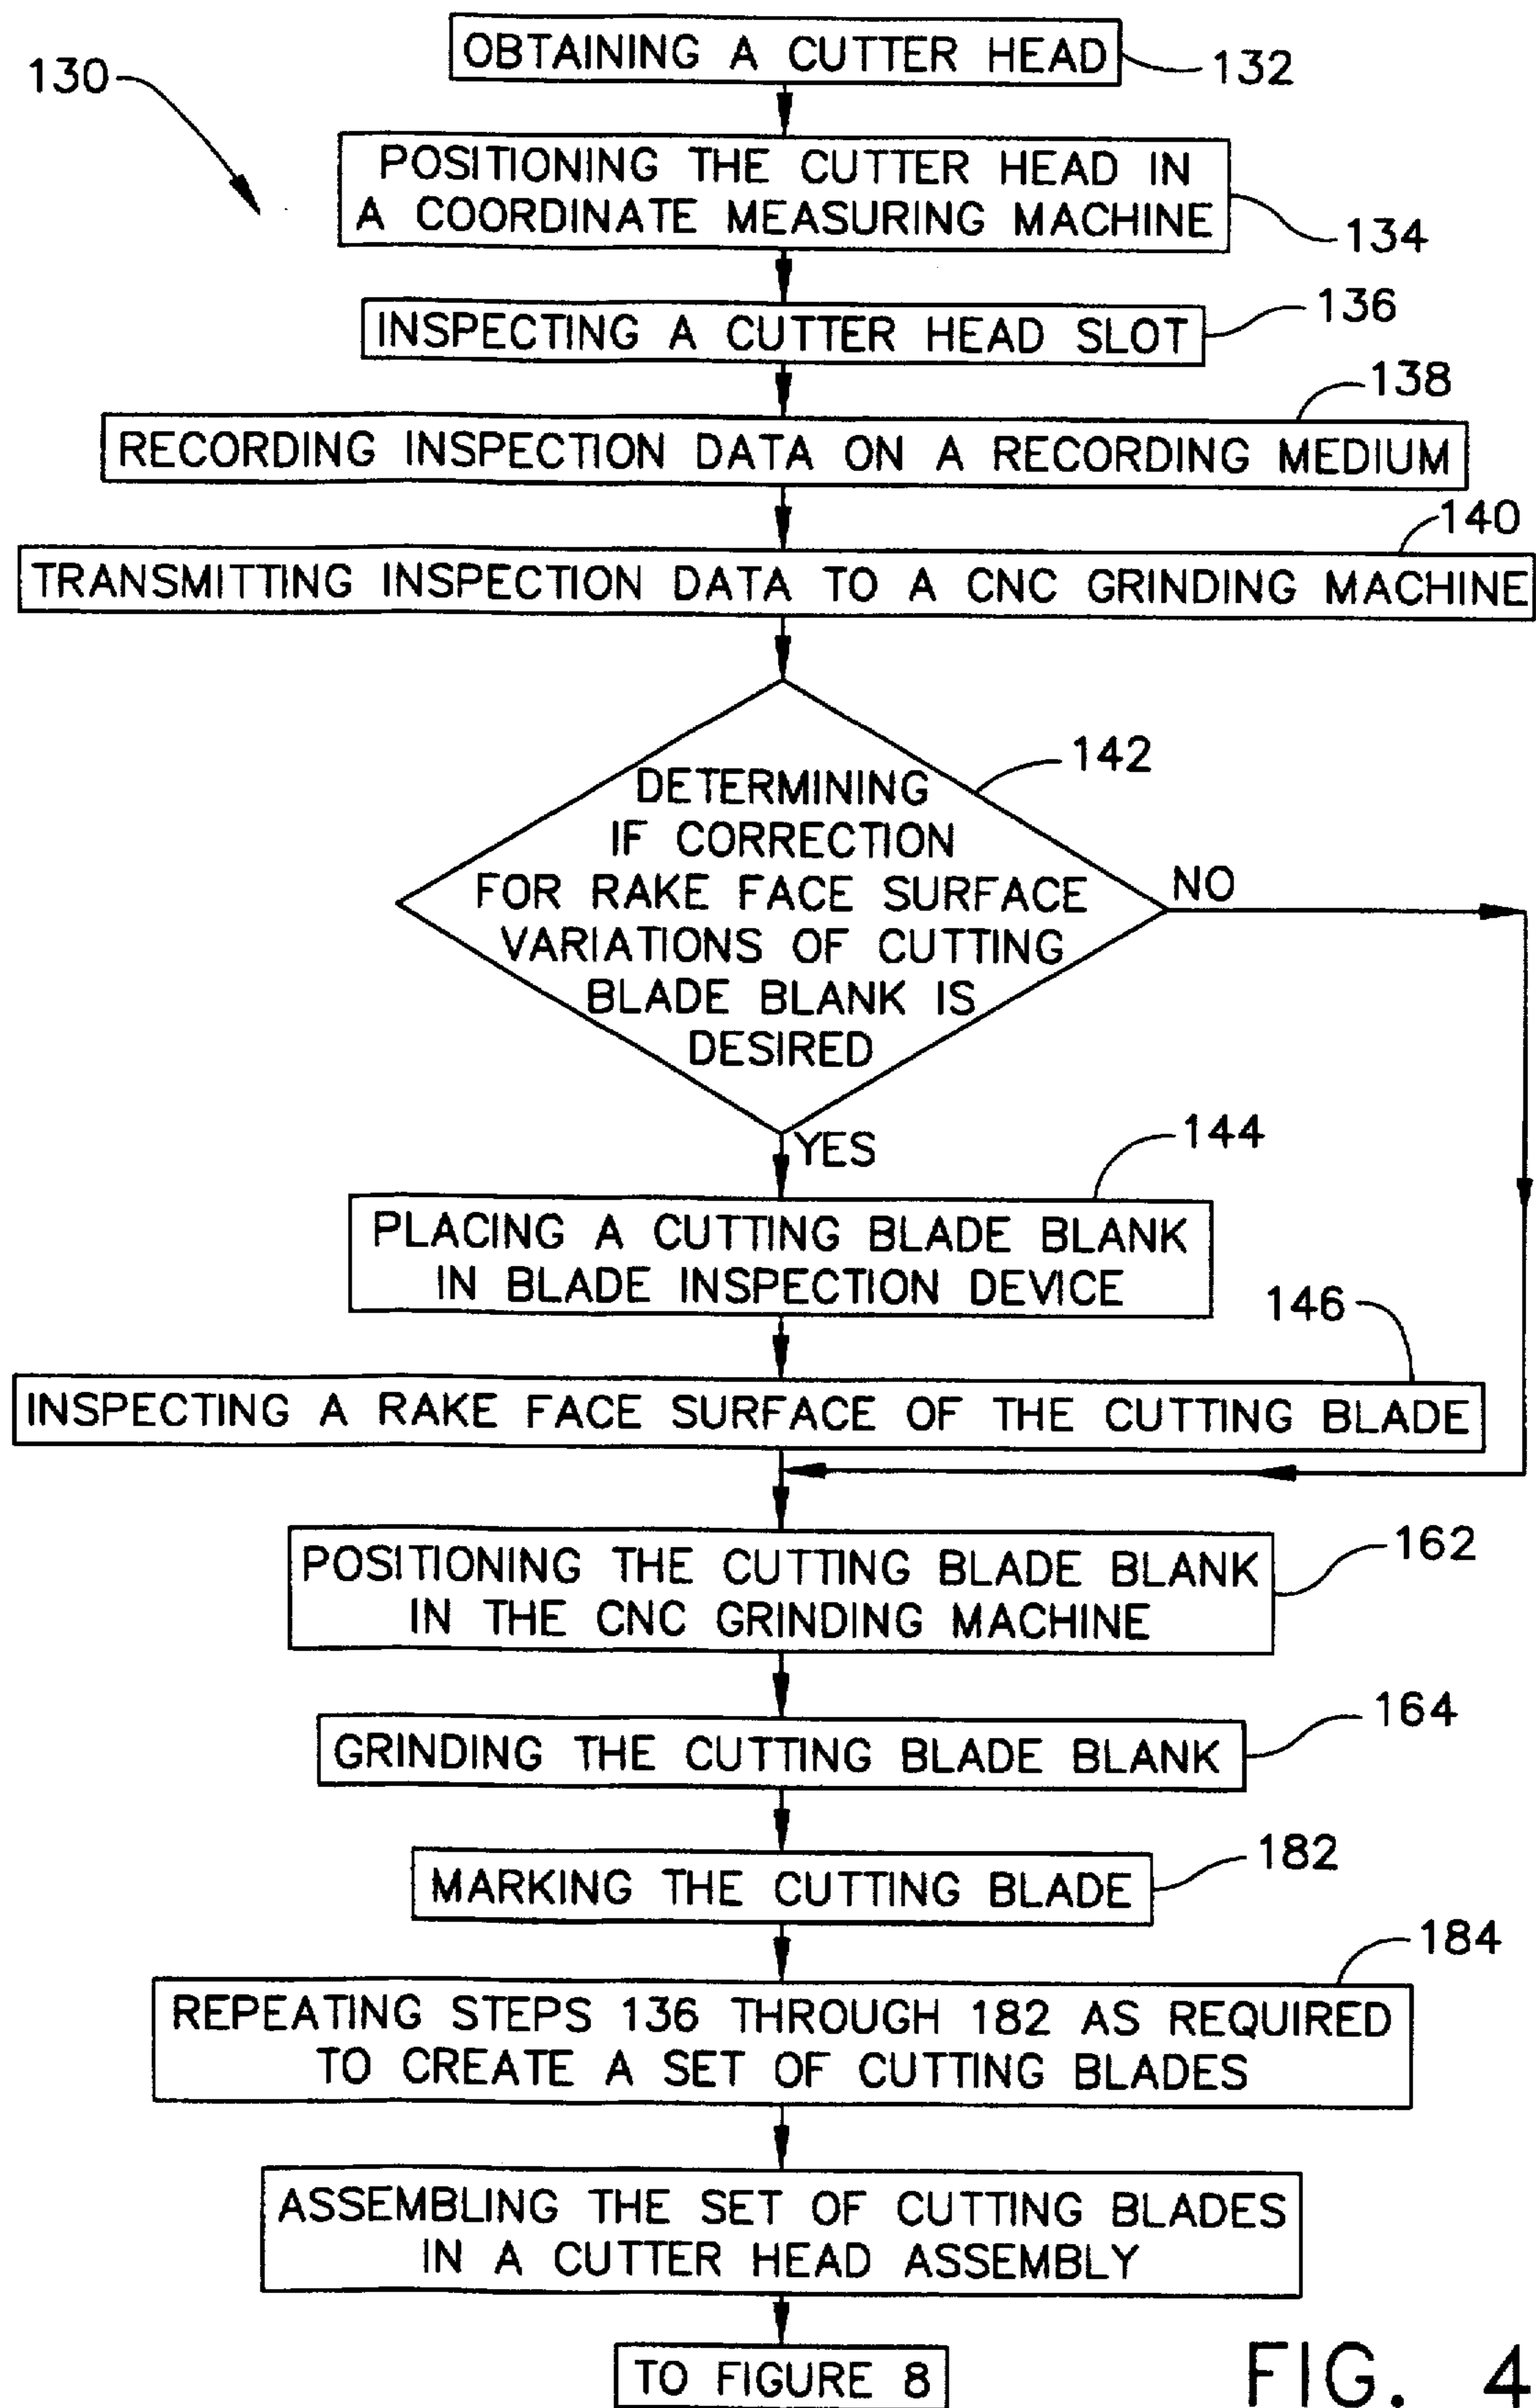 OBTAINING A CUTTER HEAD
132
130
POSITIONING THE CUTTER HEAD IN
A COORDINATE MEASURING MACHINE
134
INSPECTING A CUTTER HEAD SLOT
136
138
RECORDING INSPECTION DATA ON A RECORDING MEDIUM
140
TRANSMITTING INSPECTION DATA TO A CNC GRINDING MACHINE
142
DETERMINING
IF CORRECTION
FOR RAKE FACE SURFACE
VARIATIONS OF CUTTING
BLADE BLANK IS
DESIRED
NO
YES
144
PLACING A CUTTING BLADE BLANK
IN BLADE INSPECTION DEVICE
146
INSPECTING A RAKE FACE SURFACE OF THE CUTTING BLADE
POSITIONING THE CUTTING BLADE BLANK
IN THE CNC GRINDING MACHINE
162
GRINDING THE CUTTING BLADE BLANK
164
MARKING THE CUTTING BLADE
182
184
REPEATING STEPS 136 THROUGH 182 AS REQUIRED
TO CREATE A SET OF CUTTING BLADES
ASSEMBLING THE SET OF CUTTING BLADES
IN A CUTTER HEAD ASSEMBLY
TO FIGURE 8
FIG. 4